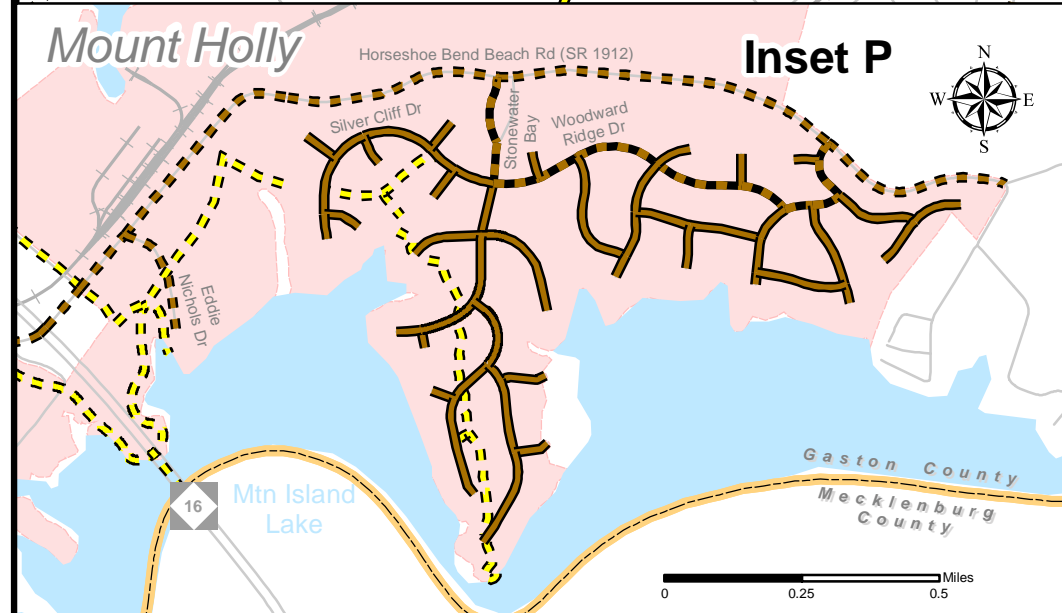 Mount Holly
Horseshoe Bend Beach Rd (SR 1912)
Inset P
N
W
E
S
Silver Cliff Dr
Stonewater
Bay
Woodward
Ridge Dr
Eddie
Nichols Dr
Gaston County
Mecklenburg
County
16
Mtn Island
Lake
Miles
0
0.25
0.5